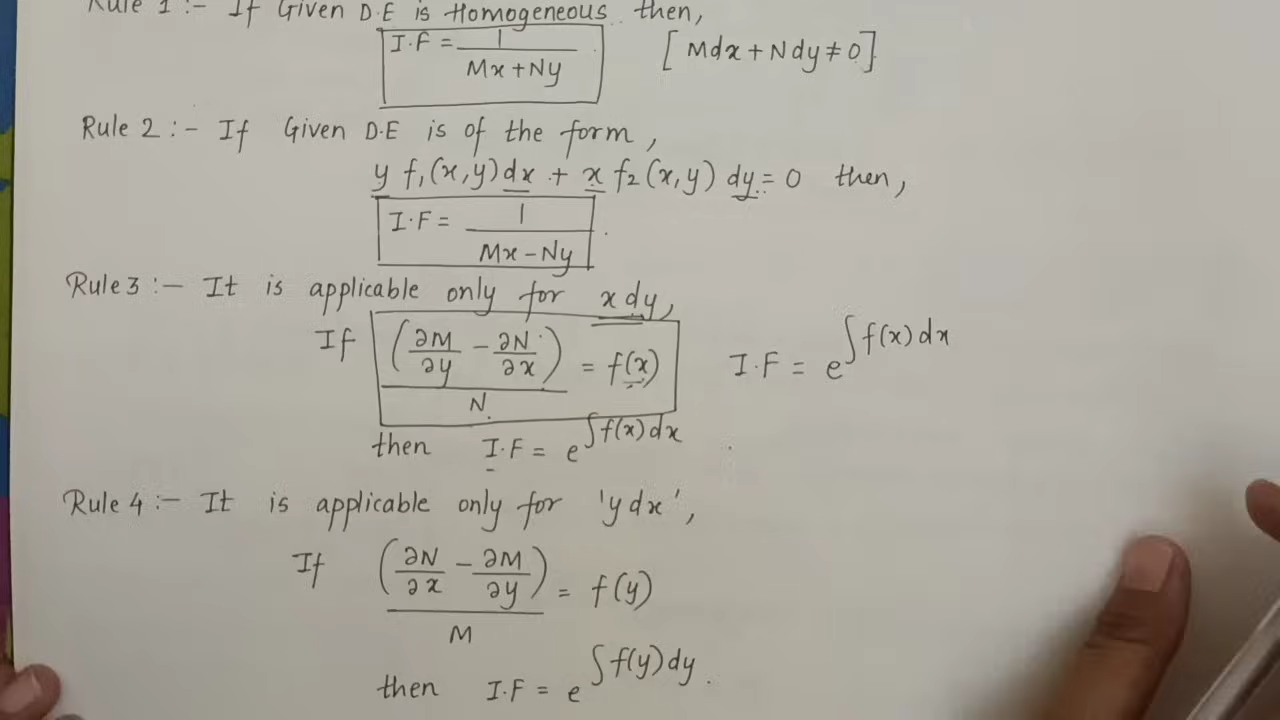 Rule 1 :- If Given D.E is Homogeneous then,
I.F = 1 / Mx + Ny [Mdx + Ndy ≠ 0]
Rule 2 :- If Given D.E is of the form,
y f₁(x,y) dx + x f₂(x,y) dy = 0 then,
I.F = 1 / Mx - Ny
Rule 3 :- It is applicable only for x dy,
If (∂M/∂y - ∂N/∂x) / N = f(x) I.F = e^∫f(x)dx
then I.F = e^∫f(x)dx
Rule 4 :- It is applicable only for 'y dx',
If (∂N/∂x - ∂M/∂y) / M = f(y)
then I.F = e^∫f(y)dy.